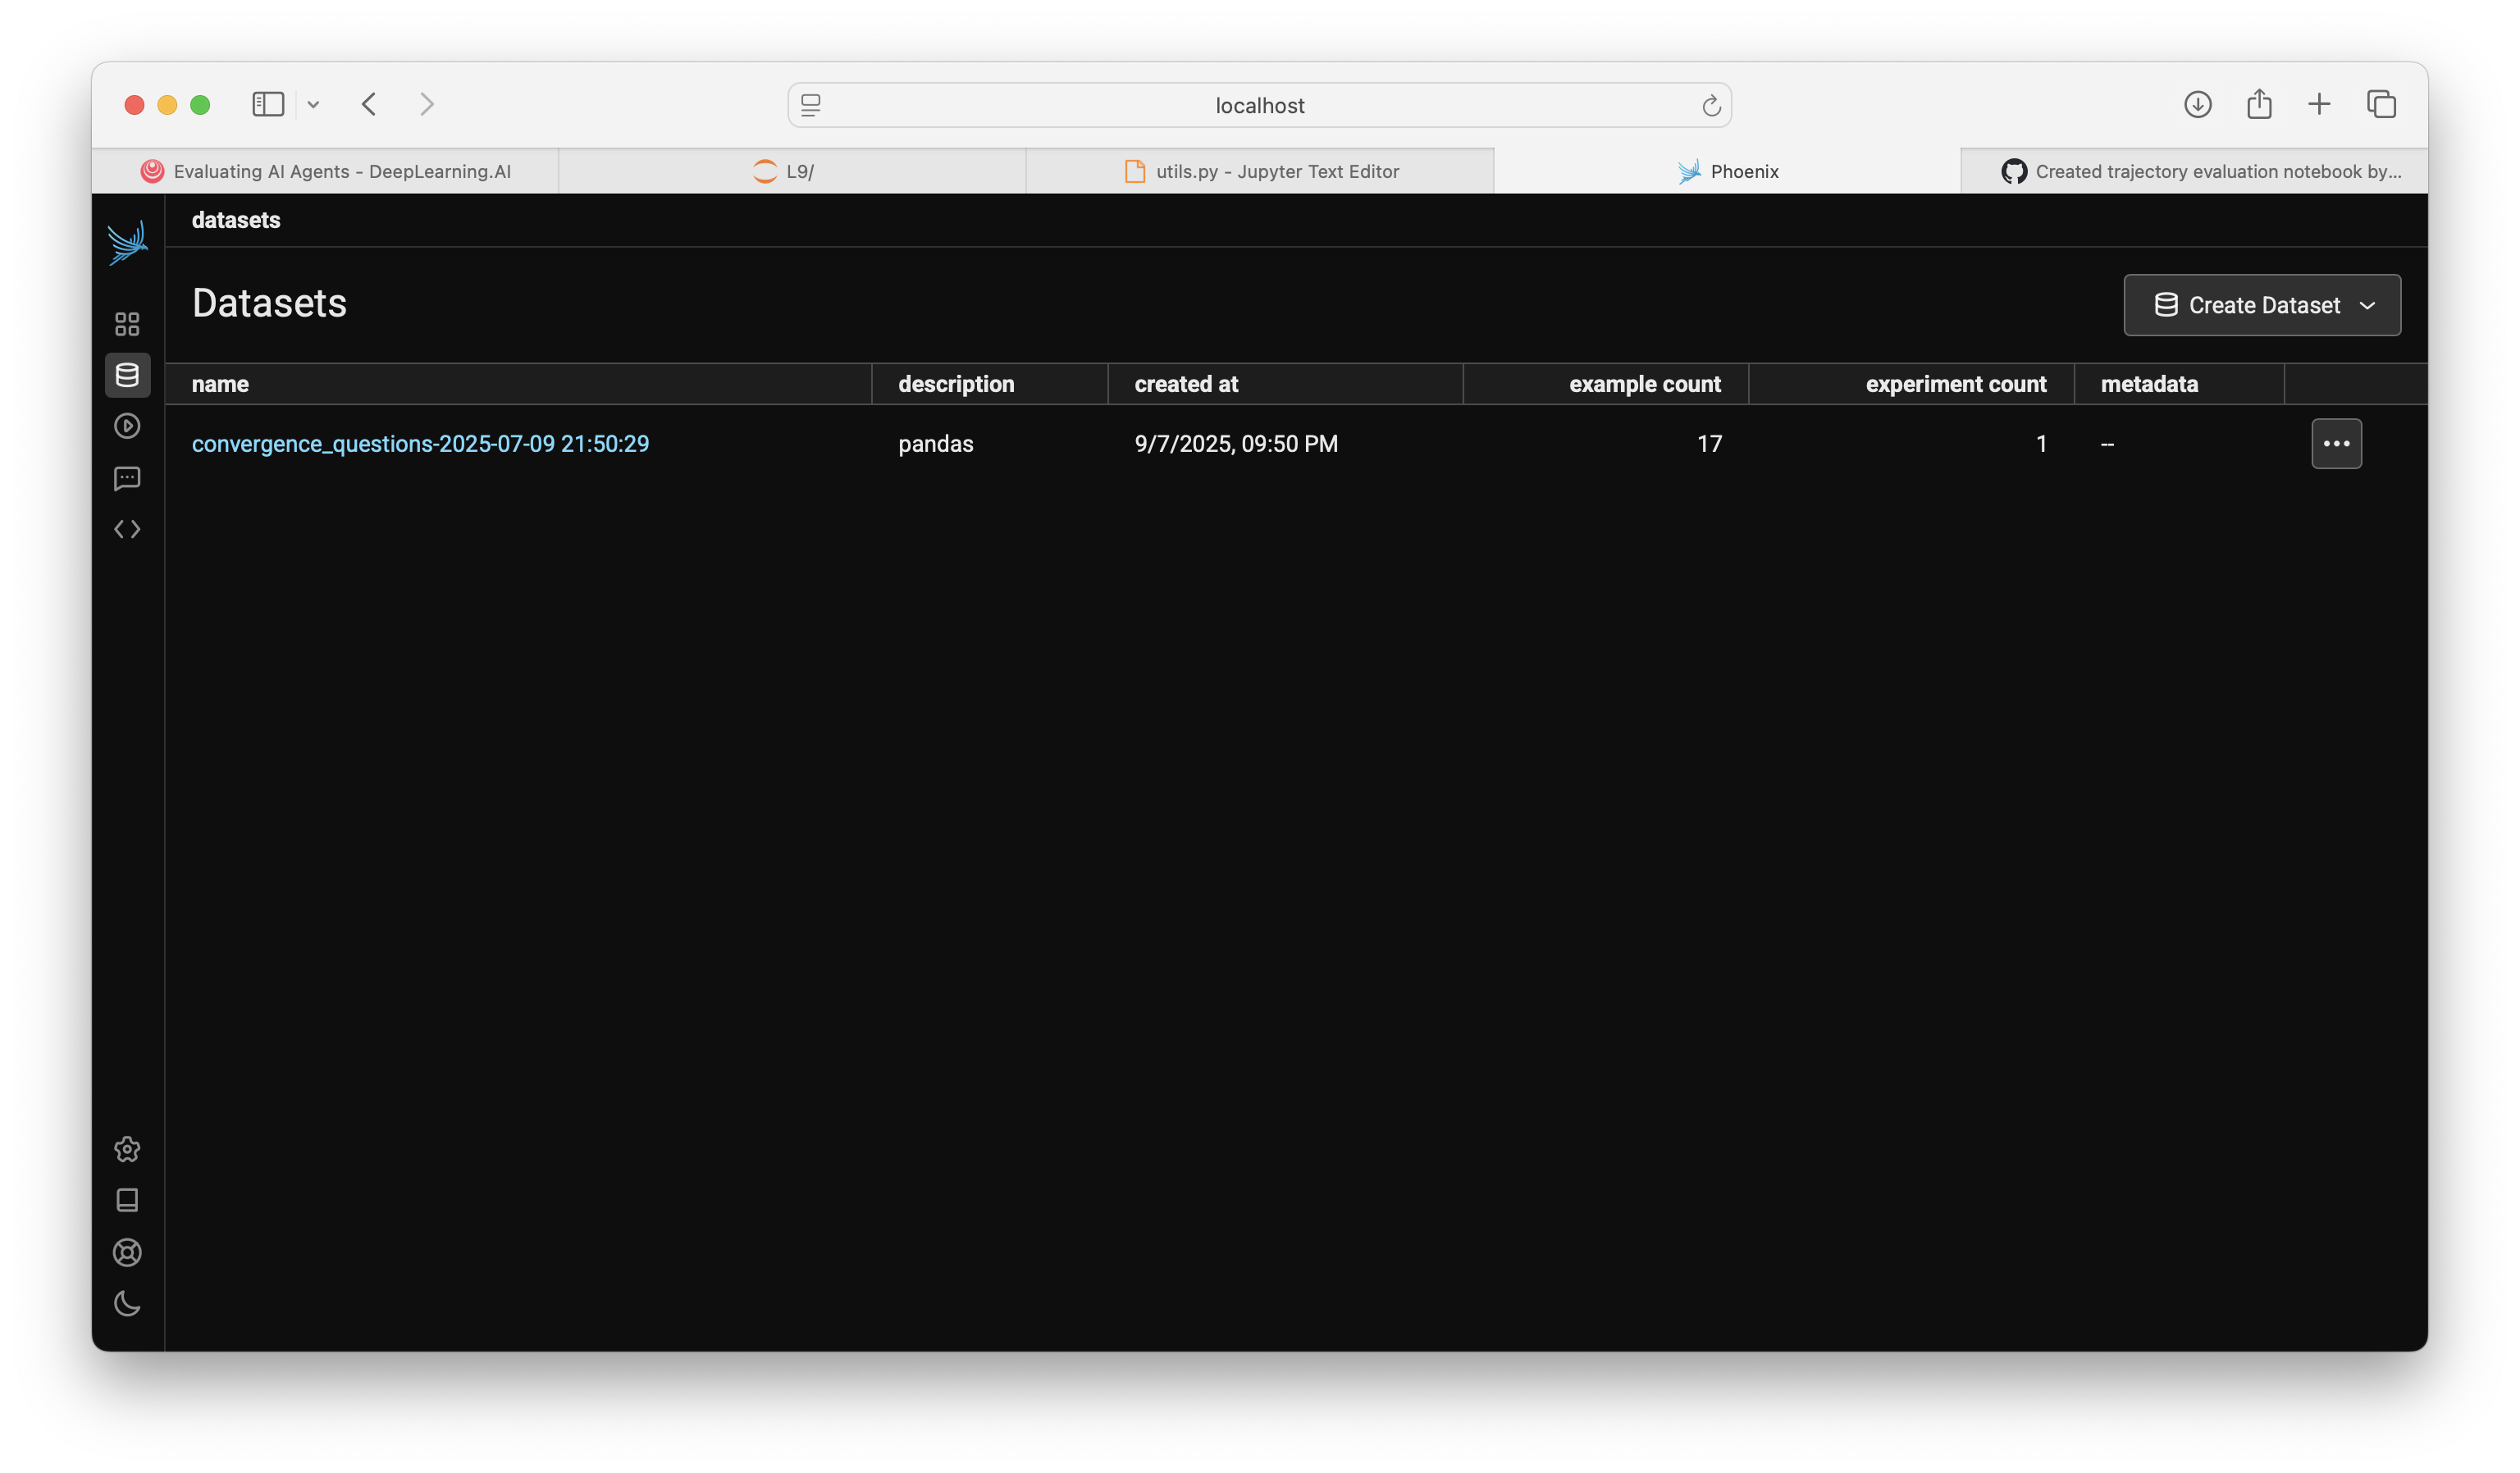 localhost
Evaluating AI Agents - DeepLearning.AI
L9/
utils.py - Jupyter Text Editor
Phoenix
Created trajectory evaluation notebook by...
datasets
Datasets
Create Dataset
name description created at example count experiment count metadata
convergence_questions-2025-07-09 21:50:29 pandas 9/7/2025, 09:50 PM 17 1 --